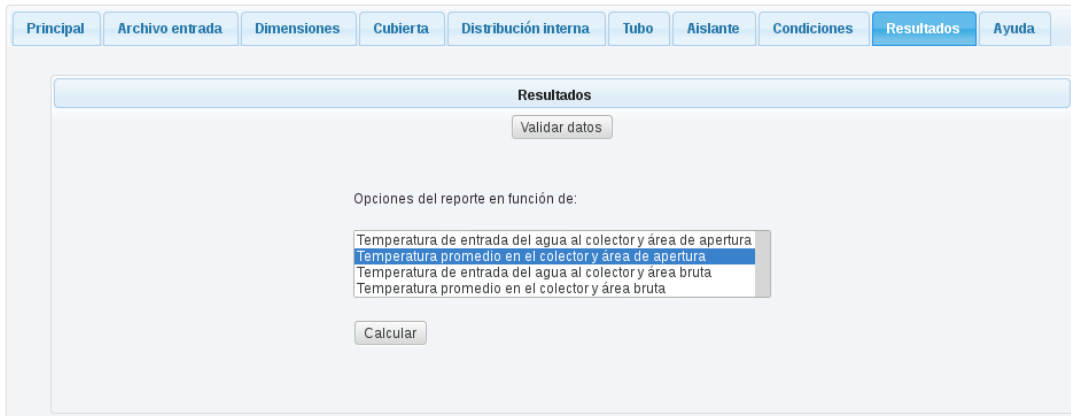 Principal Archivo entrada Dimensiones Cubierta Distribución interna Tubo Aislante Condiciones Resultados Ayuda
Resultados
Validar datos
Opciones del reporte en función de:
Temperatura de entrada del agua al colector y área de apertura
Temperatura promedio en el colector y área de apertura
Temperatura de entrada del agua al colector y área bruta
Temperatura promedio en el colector y área bruta
Calcular